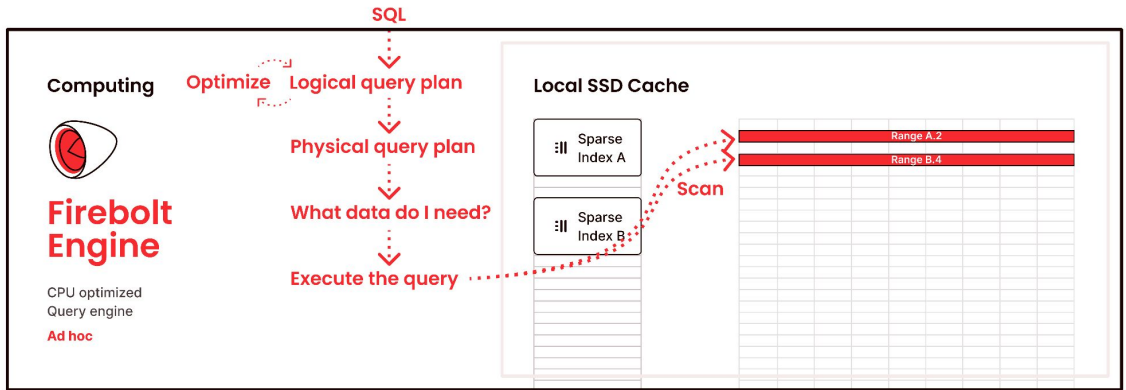 SQL
Computing
Optimize
Logical query plan
Physical query plan
What data do I need?
Execute the query
Firebolt
Engine
CPU optimized
Query engine
Ad hoc
Local SSD Cache
Sparse
Index A
Sparse
Index B
Scan
Range A.2
Range B.4